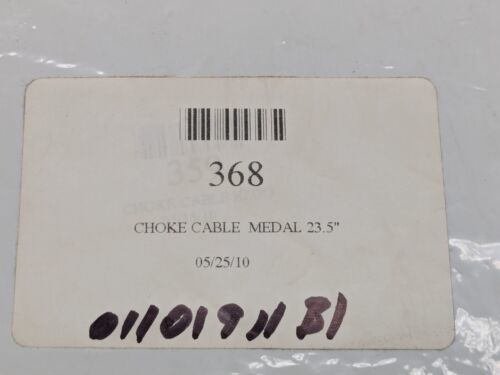 368
CHOKE CABLE MEDAL 23.5"
05/25/10
01101911 B1